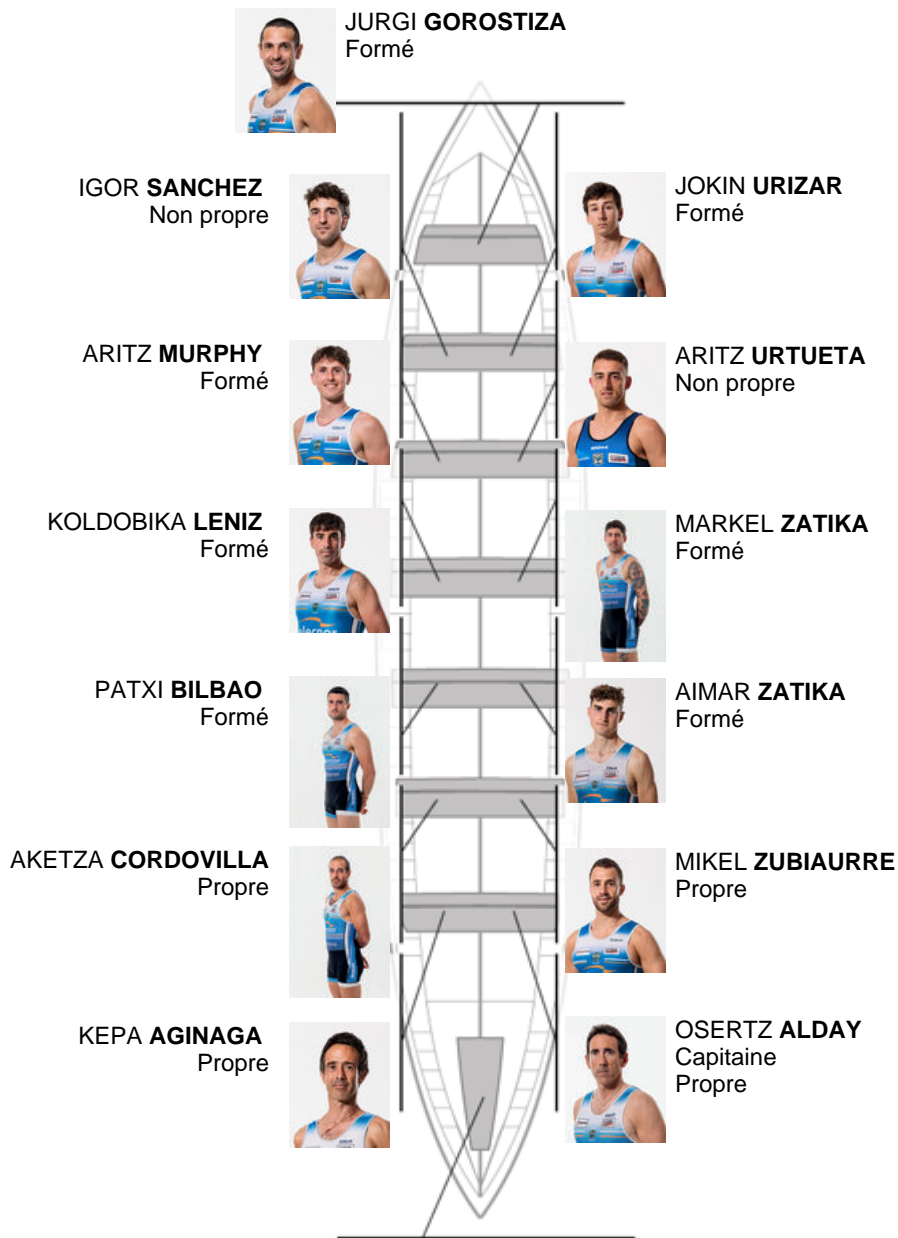 JURGI GOROSTIZA
Formé
IGOR SANCHEZ
Non propre
JOKIN URIZAR
Formé
ARITZ MURPHY
Formé
ARITZ URTUETA
Non propre
KOLDOBIKA LENIZ
Formé
MARKEL ZATIKA
Formé
PATXI BILBAO
Formé
AIMAR ZATIKA
Formé
AKETZA CORDOVILLA
Propre
MIKEL ZUBIAURRE
Propre
KEPA AGINAGA
Propre
OSERTZ ALDAY
Capitaine
Propre